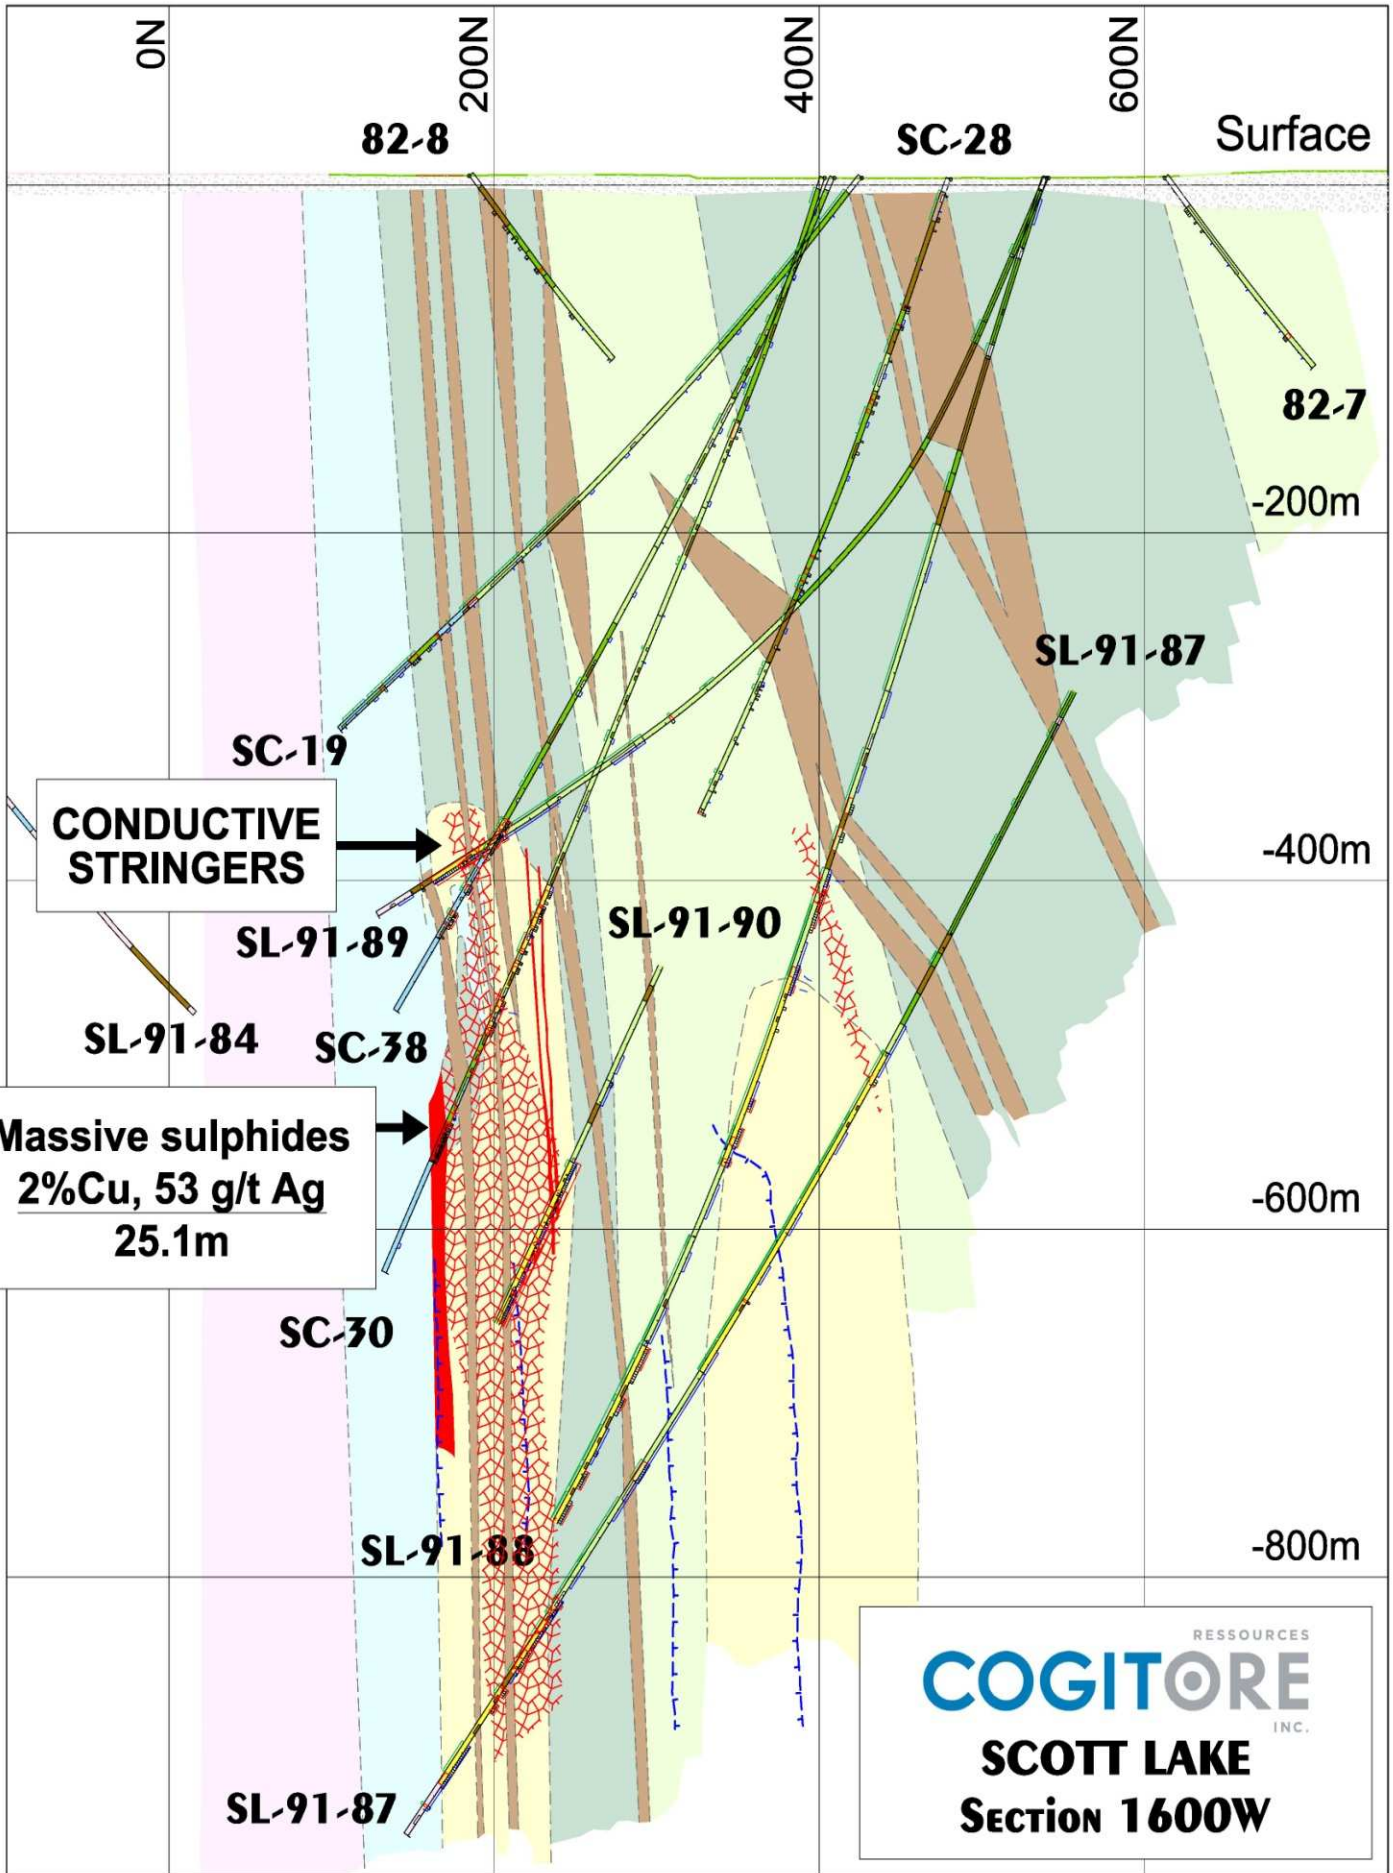 0N
200N
400N
600N
82-8
SC-28
Surface
82-7
-200m
SL-91-87
SC-19
CONDUCTIVE
STRINGERS
-400m
SL-91-89
SL-91-90
SL-91-84
SC-38
Massive sulphides
2%Cu, 53 g/t Ag
25.1m
-600m
SC-30
SL-91-88
-800m
RESSOURCES
COGITORE
INC.
SCOTT LAKE
SECTiON 1600W
SL-91-87